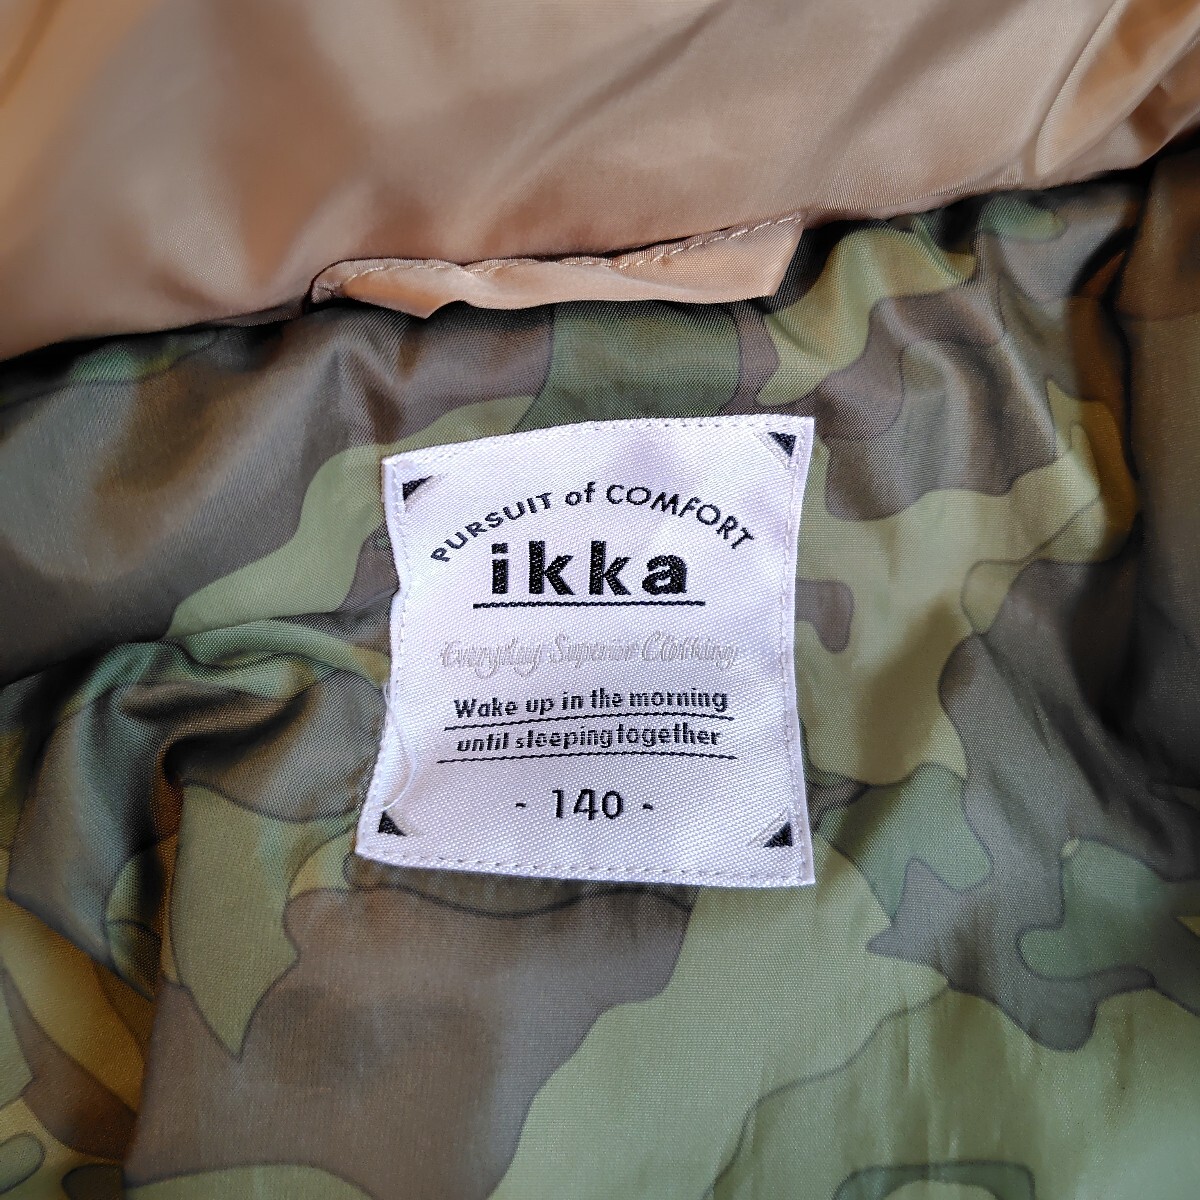 PURSUIT of COMFORT
ikka
Everyday Superior Clothing
Wake up in the morning
until sleeping together
- 140 -